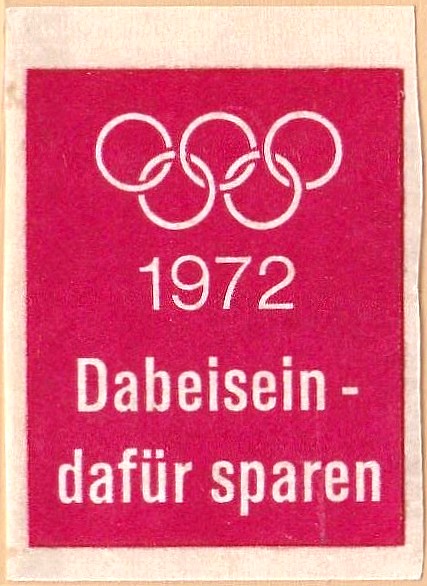 1972
Dabeisein -
dafür sparen